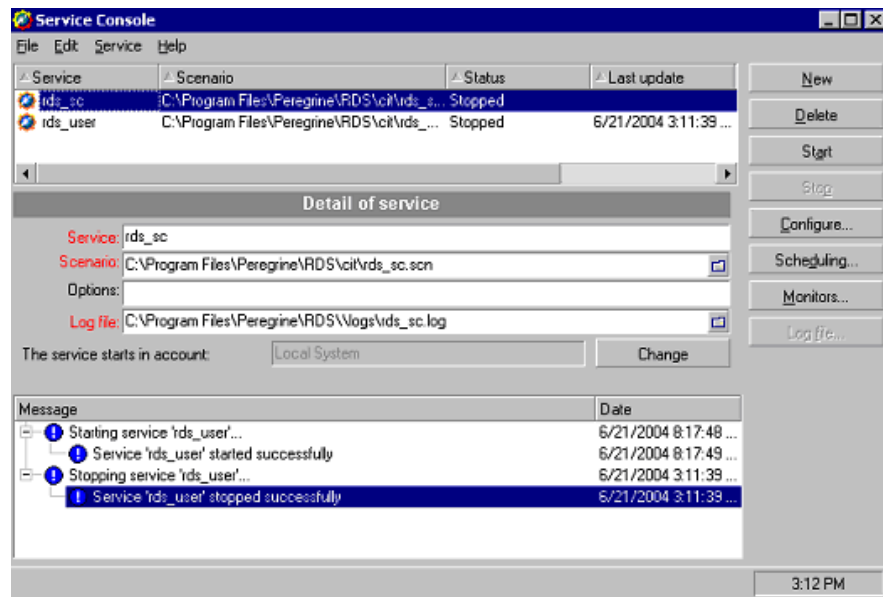 Service Console
File Edit Service Help
Service Scenario Status Last update
rds_sc C:\Program Files\Peregrine\RDS\cit\rds_s... Stopped
rds_user C:\Program Files\Peregrine\RDS\cit\rds_... Stopped 6/21/2004 3:11:39 ...
New
Delete
Start
Stop
Configure...
Scheduling...
Monitors...
Log file...
Detail of service
Service: rds_sc
Scenario: C:\Program Files\Peregrine\RDS\cit\rds_sc.scn
Options:
Log file: C:\Program Files\Peregrine\RDS\\logs\rds_sc.log
The service starts in account: Local System Change
Message Date
Starting service 'rds_user'... 6/21/2004 8:17:48 ...
Service 'rds_user' started successfully 6/21/2004 8:17:49 ...
Stopping service 'rds_user'... 6/21/2004 3:11:39 ...
Service 'rds_user' stopped successfully 6/21/2004 3:11:39 ...
3:12 PM